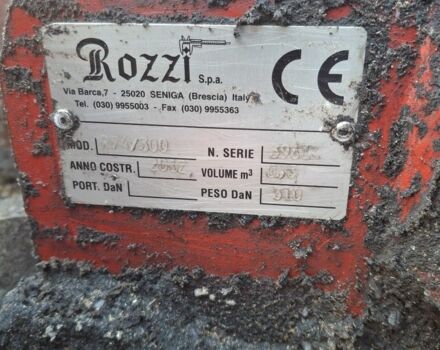 Rozzi S.p.a.
CE
Via Barca,7 - 25020 SENIGA (Brescia) Italy
Tel. (030) 9955003 - Fax (030) 9955363
MOD. N. SERIE
ANNO COSTR. VOLUME m³
PORT. DaN PESO DaN 910